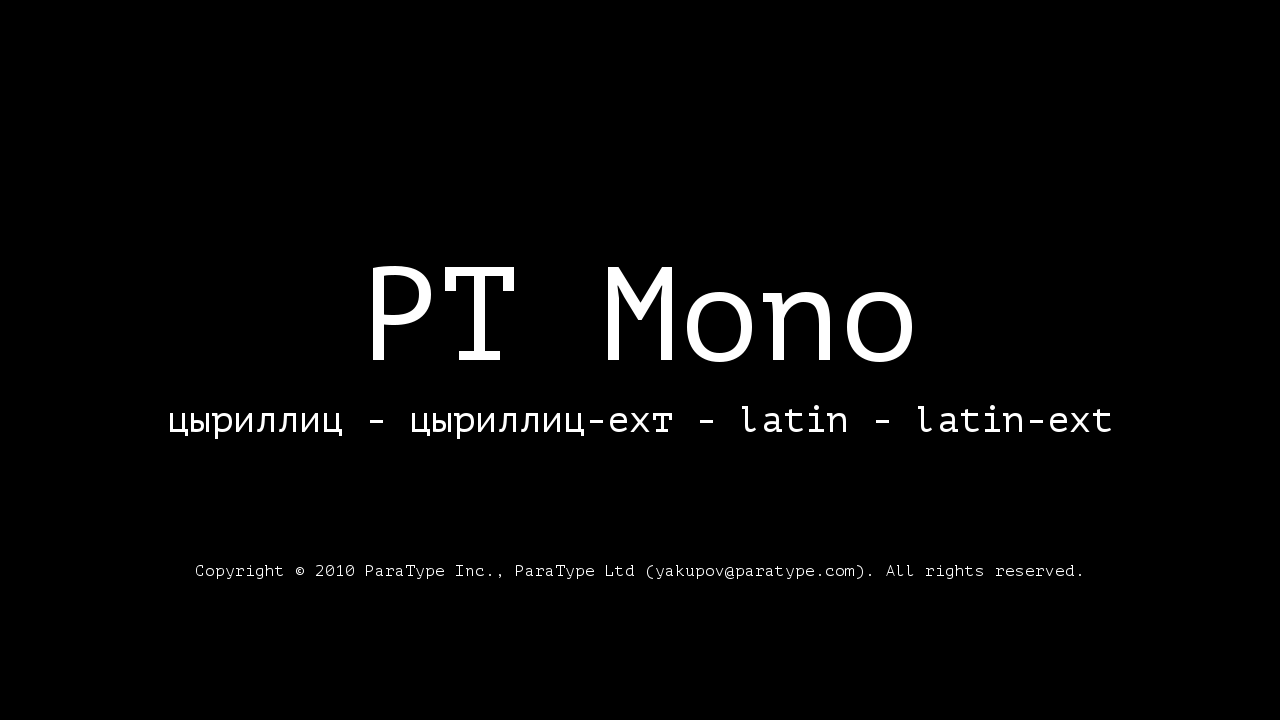 PT Mono
цыриллиц - цыриллиц-ехт - latin - latin-ext
Copyright © 2010 ParaType Inc., ParaType Ltd (yakupov@paratype.com). All rights reserved.